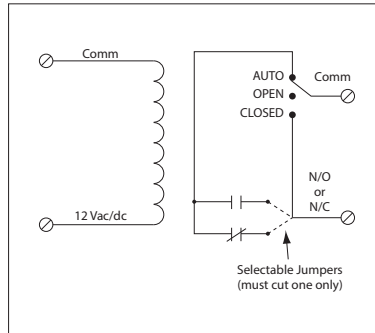 Comm
12 Vac/dc
AUTO
OPEN
CLOSED
Comm
N/O
or
N/C
Selectable Jumpers
(must cut one only)